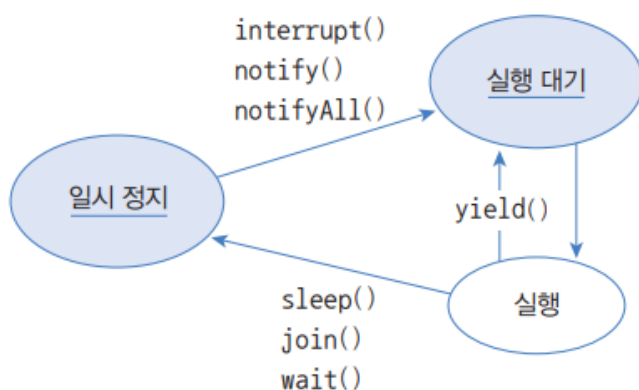 interrupt()
notify()
notifyAll()
실행 대기
일시 정지
yield()
실행
sleep()
join()
wait()